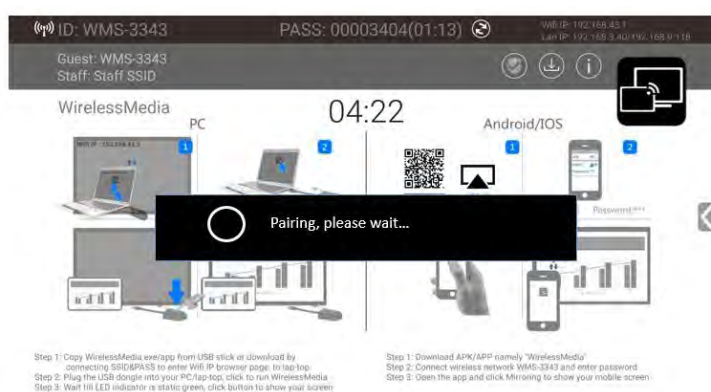 ID: WMS-3343
PASS: 00003404(01:13)
Wifi IP: 192.168.43.1
Lan IP: 192.168.3.40/192.168.9.118
Guest: WMS-3343
Staff: Staff SSID
WirelessMedia
04:22
PC
Android/IOS
1
2
1
2
Pairing, please wait...
Step 1: Copy WirelessMedia exe/app from USB stick or download by
connecting SSID&PASS to enter Wifi IP browser page. to lap top
Step 2: Plug the USB dongle into your PC/lap-top, click to run WirelessMedia
Step 3: Wait till LED indicator is static green, click button to show your screen
Step 1: Download APK/APP namely "WirelessMedia"
Step 2: Connect wireless network WMS-3343 and enter password
Step 3: Open the app and click Mirroring to show your mobile screen